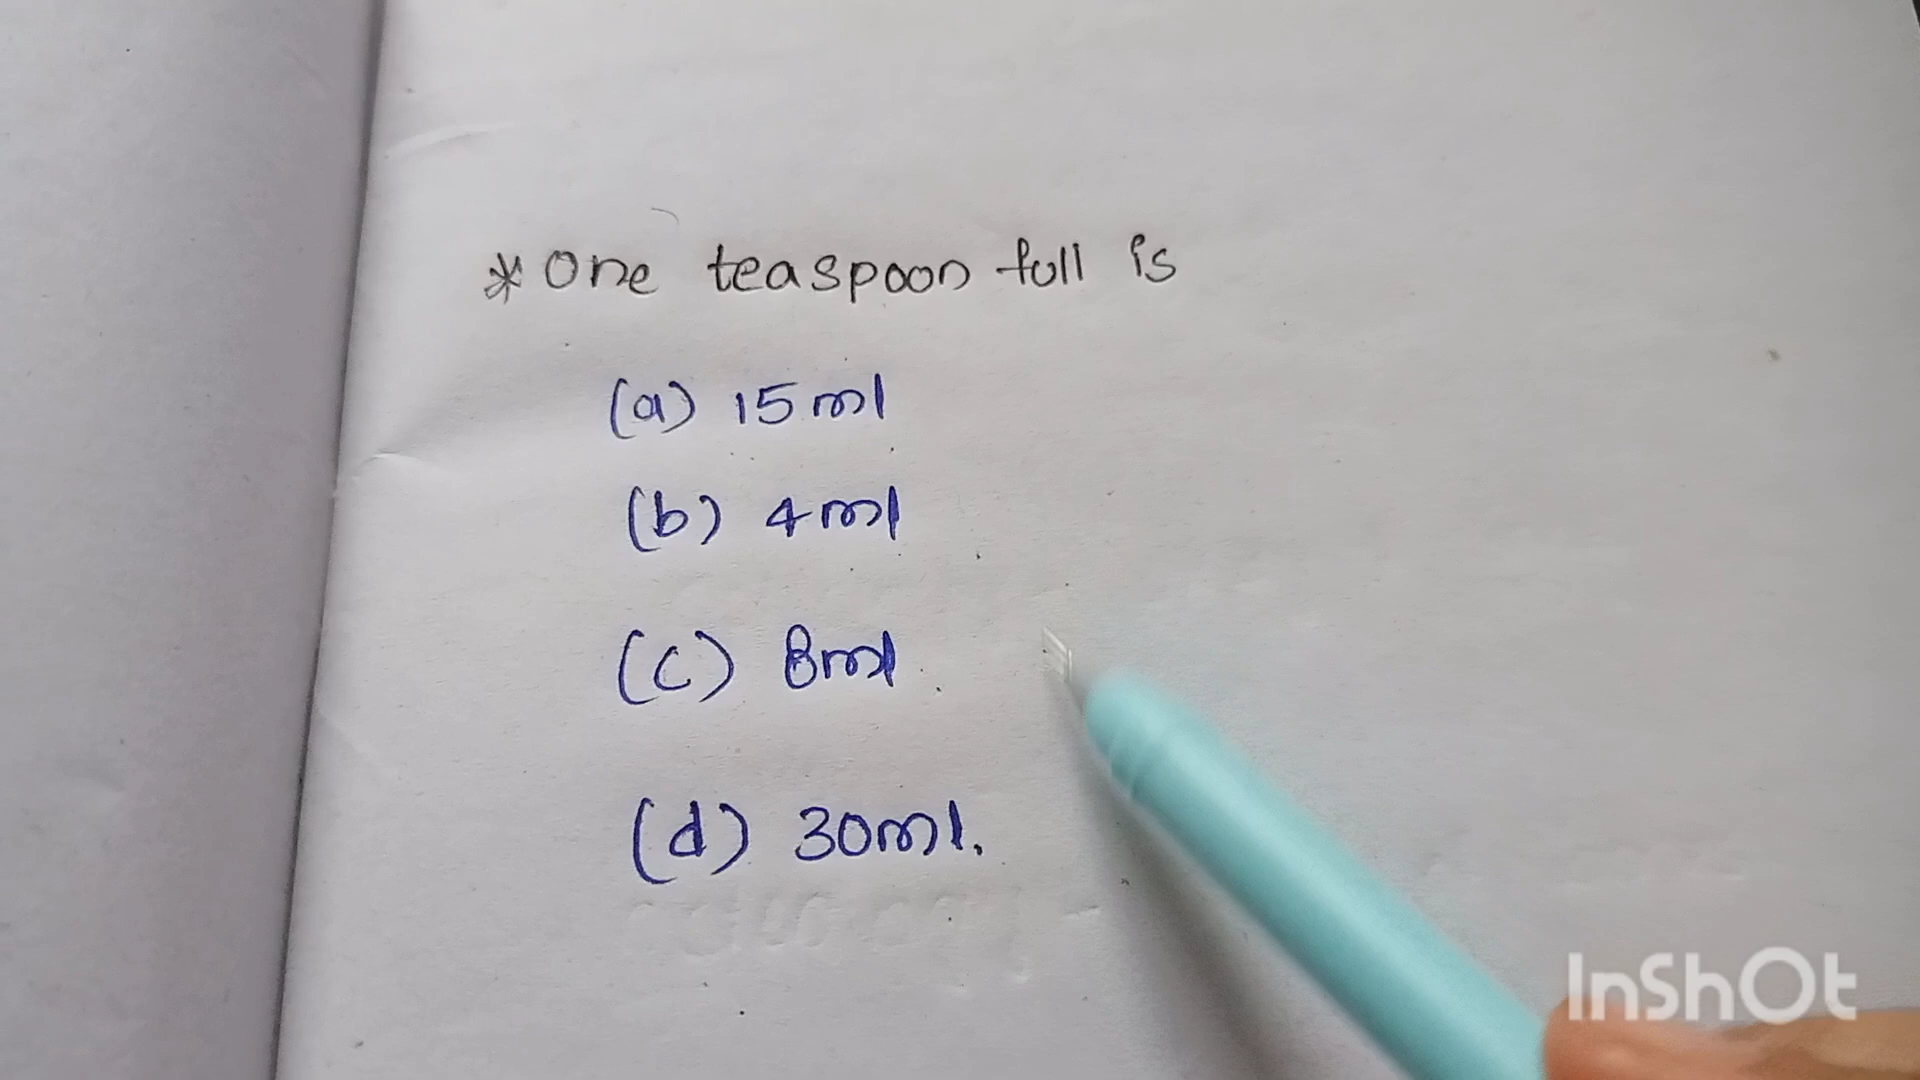 * One teaspoon full is
(a) 15ml
(b) 4ml
(c) 8ml
(d) 30ml.
InShOt